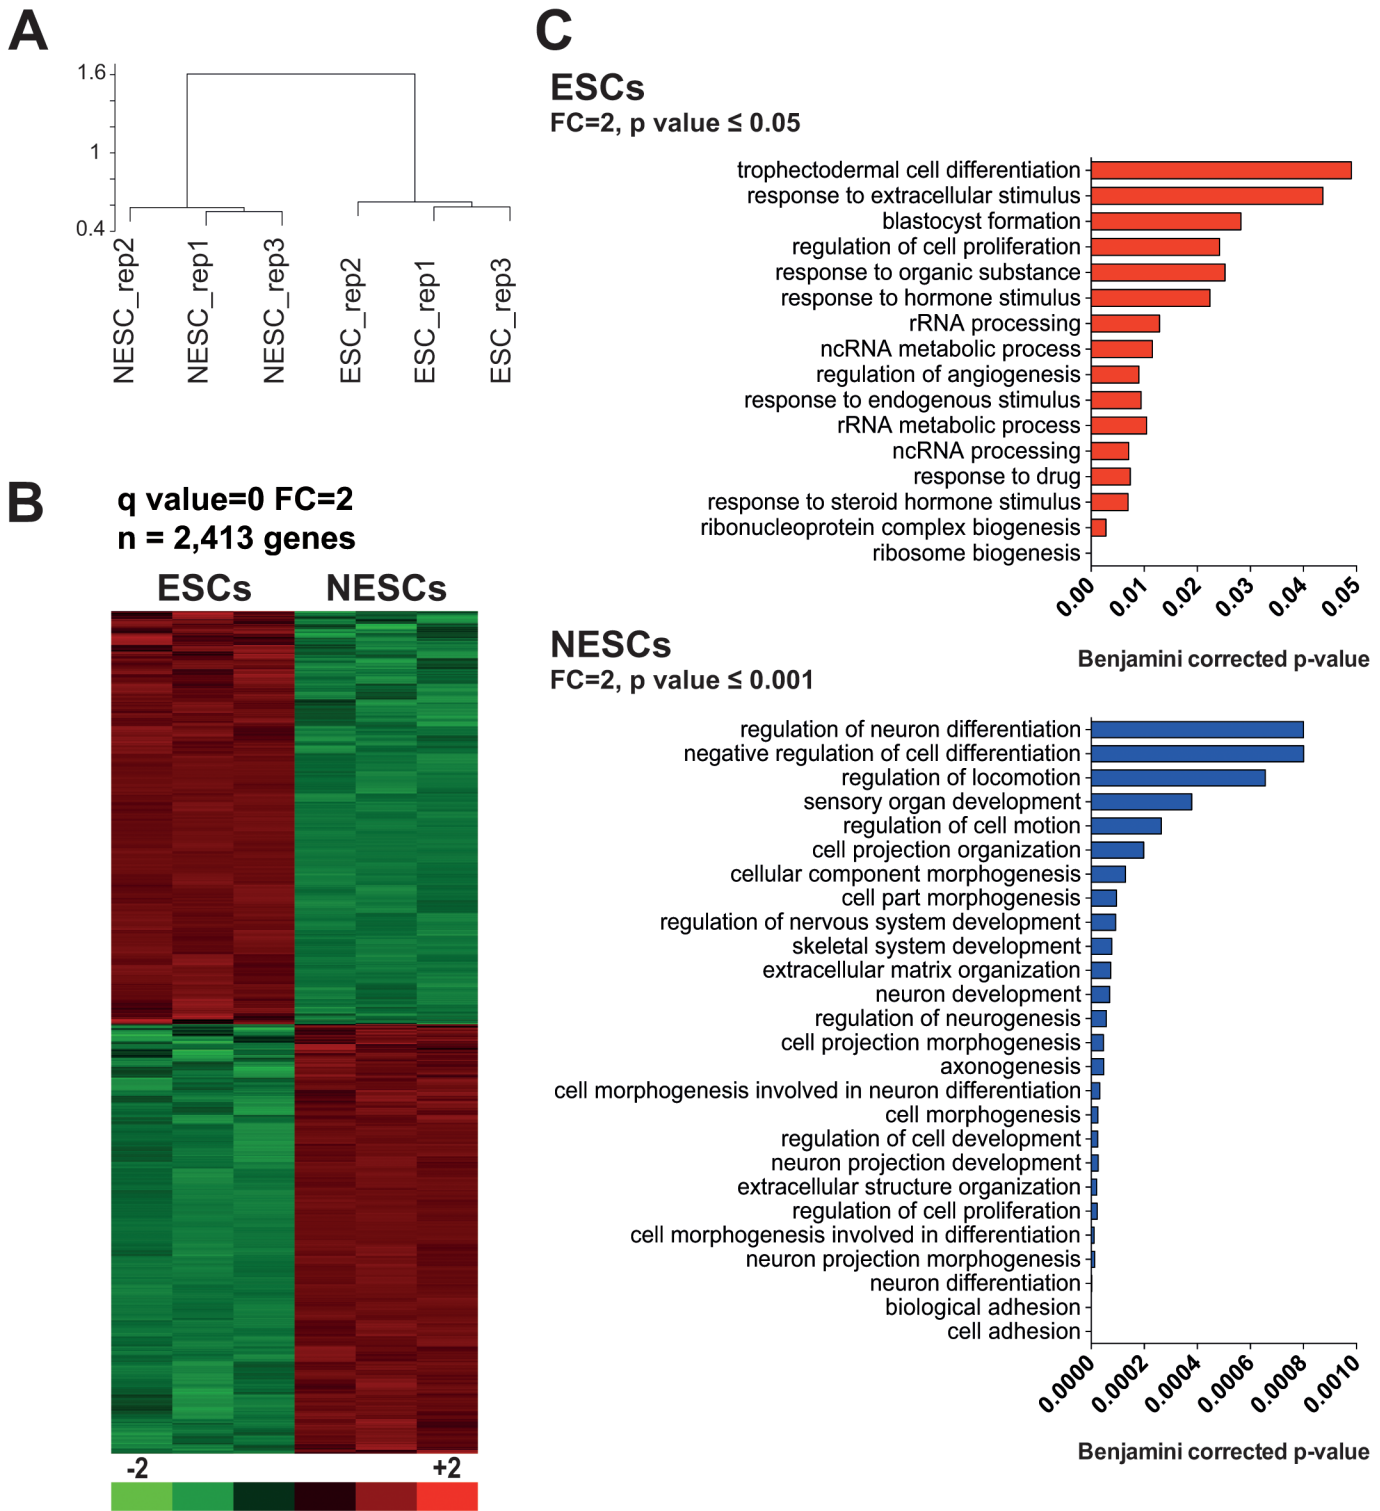 A
1.6
1
0.4
NESC_rep2
NESC_rep1
NESC_rep3
ESC_rep2
ESC_rep1
ESC_rep3
B
q value=0 FC=2
n = 2,413 genes
ESCs NESCs
-2 +2
C
ESCs
FC=2, p value ≤ 0.05
trophectodermal cell differentiation
response to extracellular stimulus
blastocyst formation
regulation of cell proliferation
response to organic substance
response to hormone stimulus
rRNA processing
ncRNA metabolic process
regulation of angiogenesis
response to endogenous stimulus
rRNA metabolic process
ncRNA processing
response to drug
response to steroid hormone stimulus
ribonucleoprotein complex biogenesis
ribosome biogenesis
0.00 0.01 0.02 0.03 0.04 0.05
Benjamini corrected p-value
NESCs
FC=2, p value ≤ 0.001
regulation of neuron differentiation
negative regulation of cell differentiation
regulation of locomotion
sensory organ development
regulation of cell motion
cell projection organization
cellular component morphogenesis
cell part morphogenesis
regulation of nervous system development
skeletal system development
extracellular matrix organization
neuron development
regulation of neurogenesis
cell projection morphogenesis
axonogenesis
cell morphogenesis involved in neuron differentiation
cell morphogenesis
regulation of cell development
neuron projection development
extracellular structure organization
regulation of cell proliferation
cell morphogenesis involved in differentiation
neuron projection morphogenesis
neuron differentiation
biological adhesion
cell adhesion
0.0000 0.0002 0.0004 0.0006 0.0008 0.0010
Benjamini corrected p-value